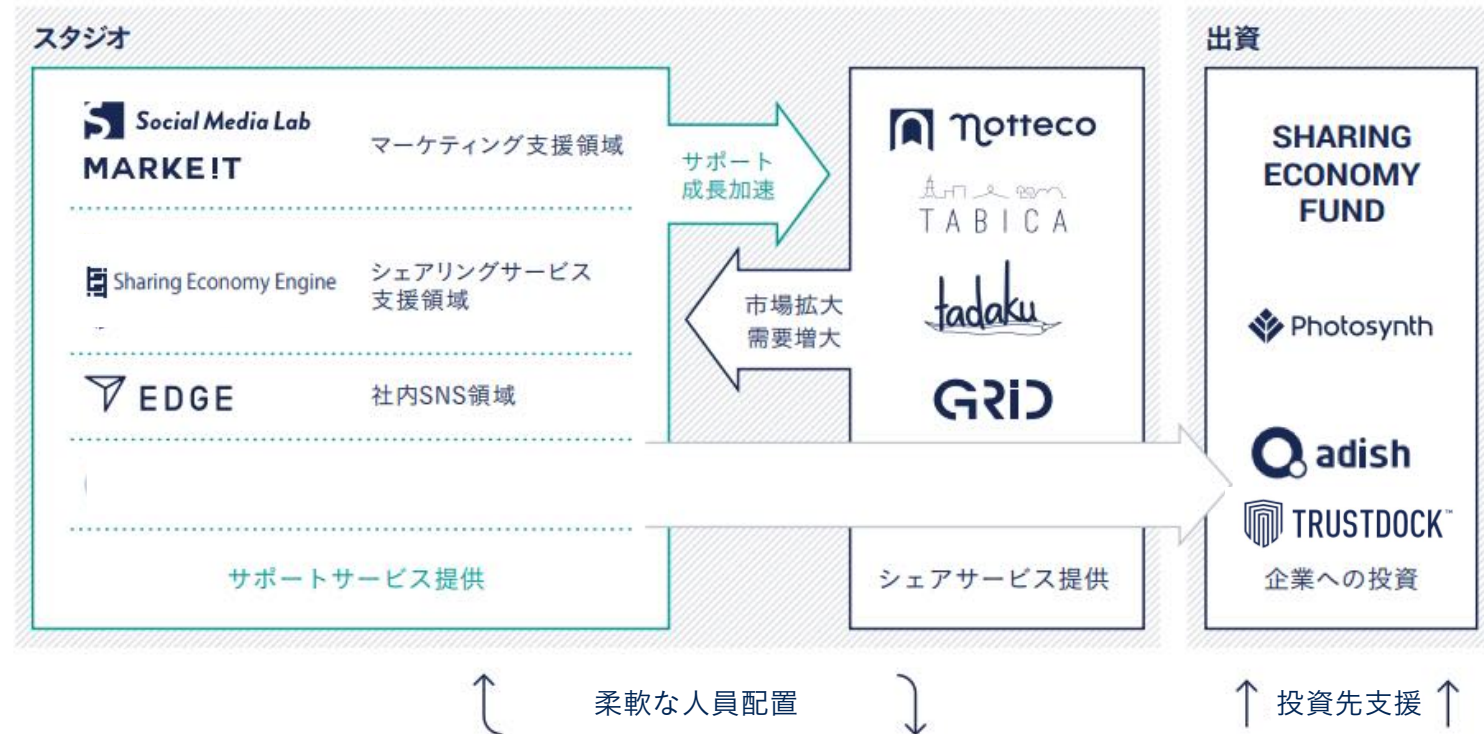 スタジオ
Social Media Lab
MARKE!T
マーケティング支援領域
Sharing Economy Engine
シェアリングサービス
支援領域
EDGE
社内SNS領域
サポートサービス提供
サポート
成長加速
市場拡大
需要増大
notteco
TABICA
tadaku
GRiD
シェアサービス提供
出資
SHARING
ECONOMY
FUND
Photosynth
adish
TRUSTDOCK™
企業への投資
柔軟な人員配置
投資先支援